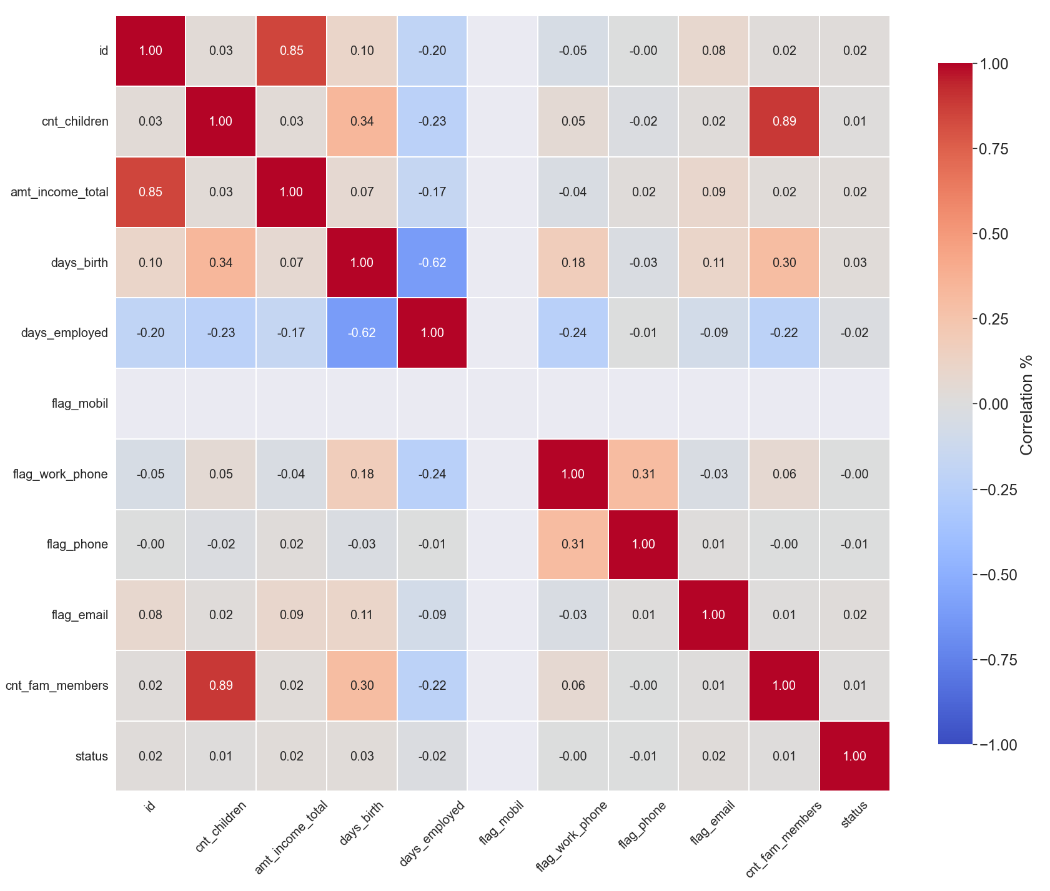 id 1.00 0.03 0.85 0.10 -0.20 -0.05 -0.00 0.08 0.02 0.02
cnt_children 0.03 1.00 0.03 0.34 -0.23 0.05 -0.02 0.02 0.89 0.01
amt_income_total 0.85 0.03 1.00 0.07 -0.17 -0.04 0.02 0.09 0.02 0.02
days_birth 0.10 0.34 0.07 1.00 -0.62 0.18 -0.03 0.11 0.30 0.03
days_employed -0.20 -0.23 -0.17 -0.62 1.00 -0.24 -0.01 -0.09 -0.22 -0.02
flag_mobil
flag_work_phone -0.05 0.05 -0.04 0.18 -0.24 1.00 0.31 -0.03 0.06 -0.00
flag_phone -0.00 -0.02 0.02 -0.03 -0.01 0.31 1.00 0.01 -0.00 -0.01
flag_email 0.08 0.02 0.09 0.11 -0.09 -0.03 0.01 1.00 0.01 0.02
cnt_fam_members 0.02 0.89 0.02 0.30 -0.22 0.06 -0.00 0.01 1.00 0.01
status 0.02 0.01 0.02 0.03 -0.02 -0.00 -0.01 0.02 0.01 1.00
id cnt_children amt_income_total days_birth days_employed flag_mobil flag_work_phone flag_phone flag_email cnt_fam_members status
1.00
0.75
0.50
0.25
0.00
−0.25
−0.50
−0.75
−1.00
Correlation %